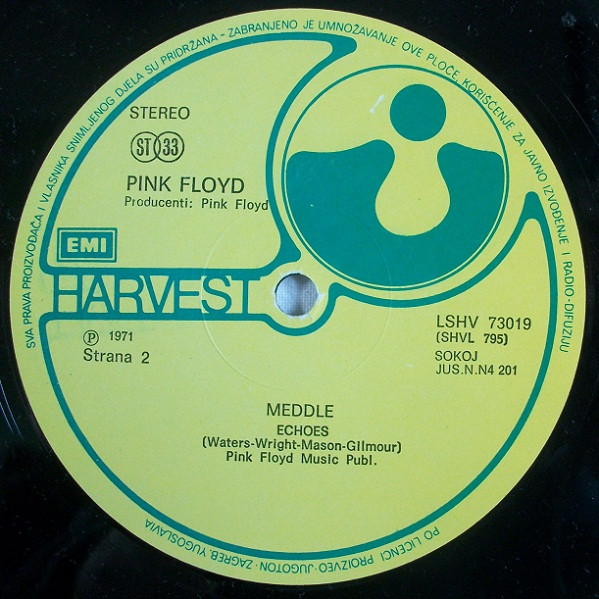 SVA PRAVA PROIZVOĐAČA I VLASNIKA SNIMLJENOG DJELA SU PRIDRŽANA - ZABRANJENO JE UMNOŽAVANJE OVE PLOČE, KORIŠĆENJE ZA JAVNO IZVOĐENJE I RADIO-DIFUZIJU
STEREO
ST 33
PINK FLOYD
Producenti: Pink Floyd
EMI
HARVEST
Ⓟ 1971
Strana 2
LSHV 73019
(SHVL 795)
SOKOJ
JUS.N.N4 201
MEDDLE
ECHOES
(Waters-Wright-Mason-Gilmour)
Pink Floyd Music Publ.
PO LICENCI PROIZVEO-JUGOTON-ZAGREB, YUGOSLAVIA